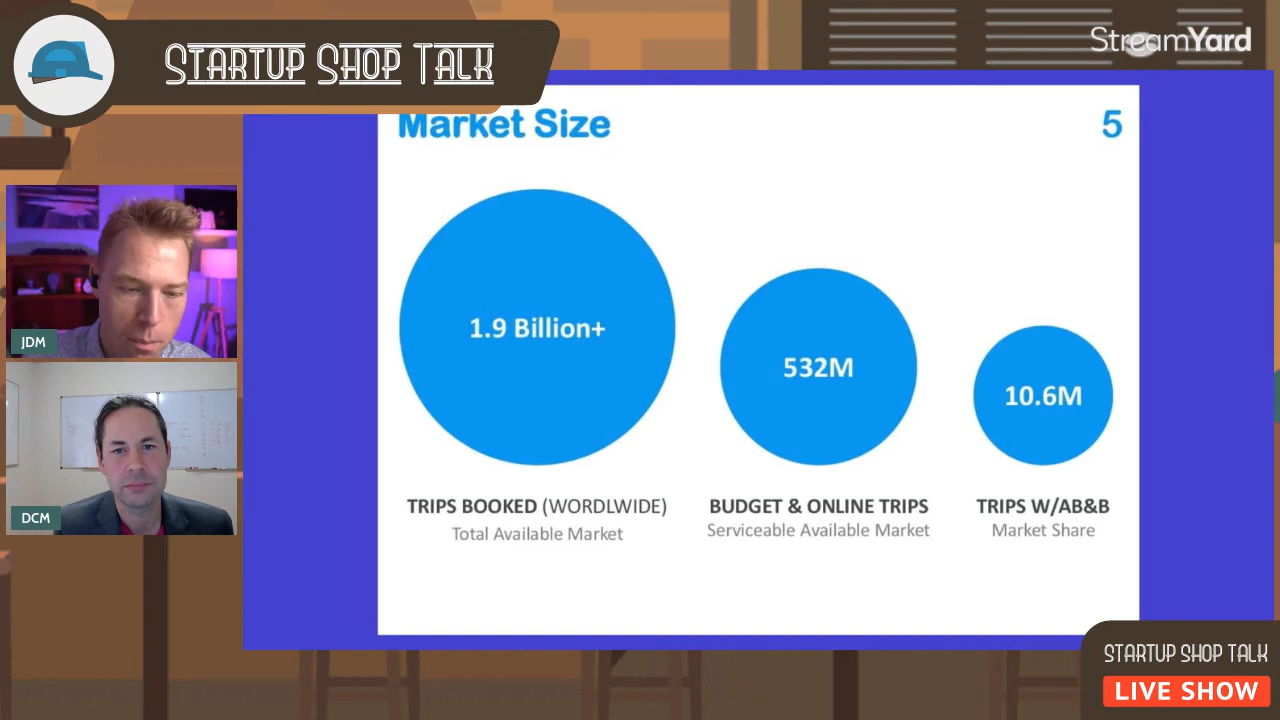 STARTUP SHOP TALK
StreamYard
Market Size
5
1.9 Billion+
532M
10.6M
TRIPS BOOKED (WORDLWIDE)
Total Available Market
BUDGET & ONLINE TRIPS
Serviceable Available Market
TRIPS W/AB&B
Market Share
JDM
DCM
STARTUP SHOP TALK
LIVE SHOW